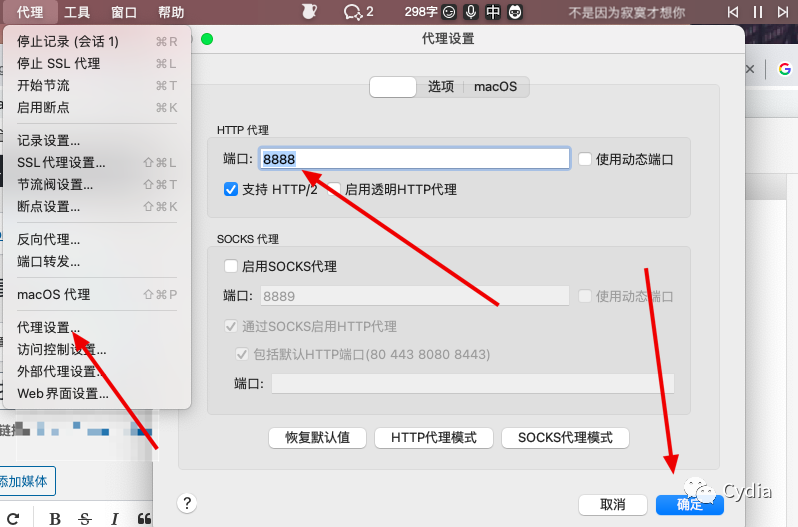 代理 工具 窗口 帮助 2 298字 中 不是因为寂寞才想你
停止记录 (会话 1) ⌘R
停止 SSL 代理 ⌘L
开始节流 ⌘T
启用断点 ⌘K
记录设置...
SSL代理设置... ⇧⌘L
节流阀设置... ⇧⌘T
断点设置... ⇧⌘K
反向代理...
端口转发...
macOS 代理 ⇧⌘P
代理设置...
访问控制设置...
外部代理设置...
Web界面设置...
代理设置
选项 macOS
HTTP 代理
端口: 8888 使用动态端口
支持 HTTP/2 启用透明HTTP代理
SOCKS 代理
启用SOCKS代理
端口: 8889 使用动态端口
通过SOCKS启用HTTP代理
包括默认HTTP端口(80 443 8080 8443)
端口:
恢复默认值 HTTP代理模式 SOCKS代理模式
? 取消 确定
Cydia
添加媒体
B S I